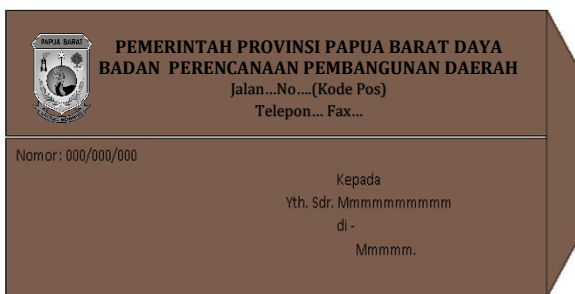 PAPUA BARAT
PEMERINTAH PROVINSI PAPUA BARAT DAYA
BADAN PERENCANAAN PEMBANGUNAN DAERAH
Jalan...No....(Kode Pos)
Telepon... Fax...
Nomor: 000/000/000
Kepada
Yth. Sdr. Mmmmmmmmmm
di -
Mmmmm.